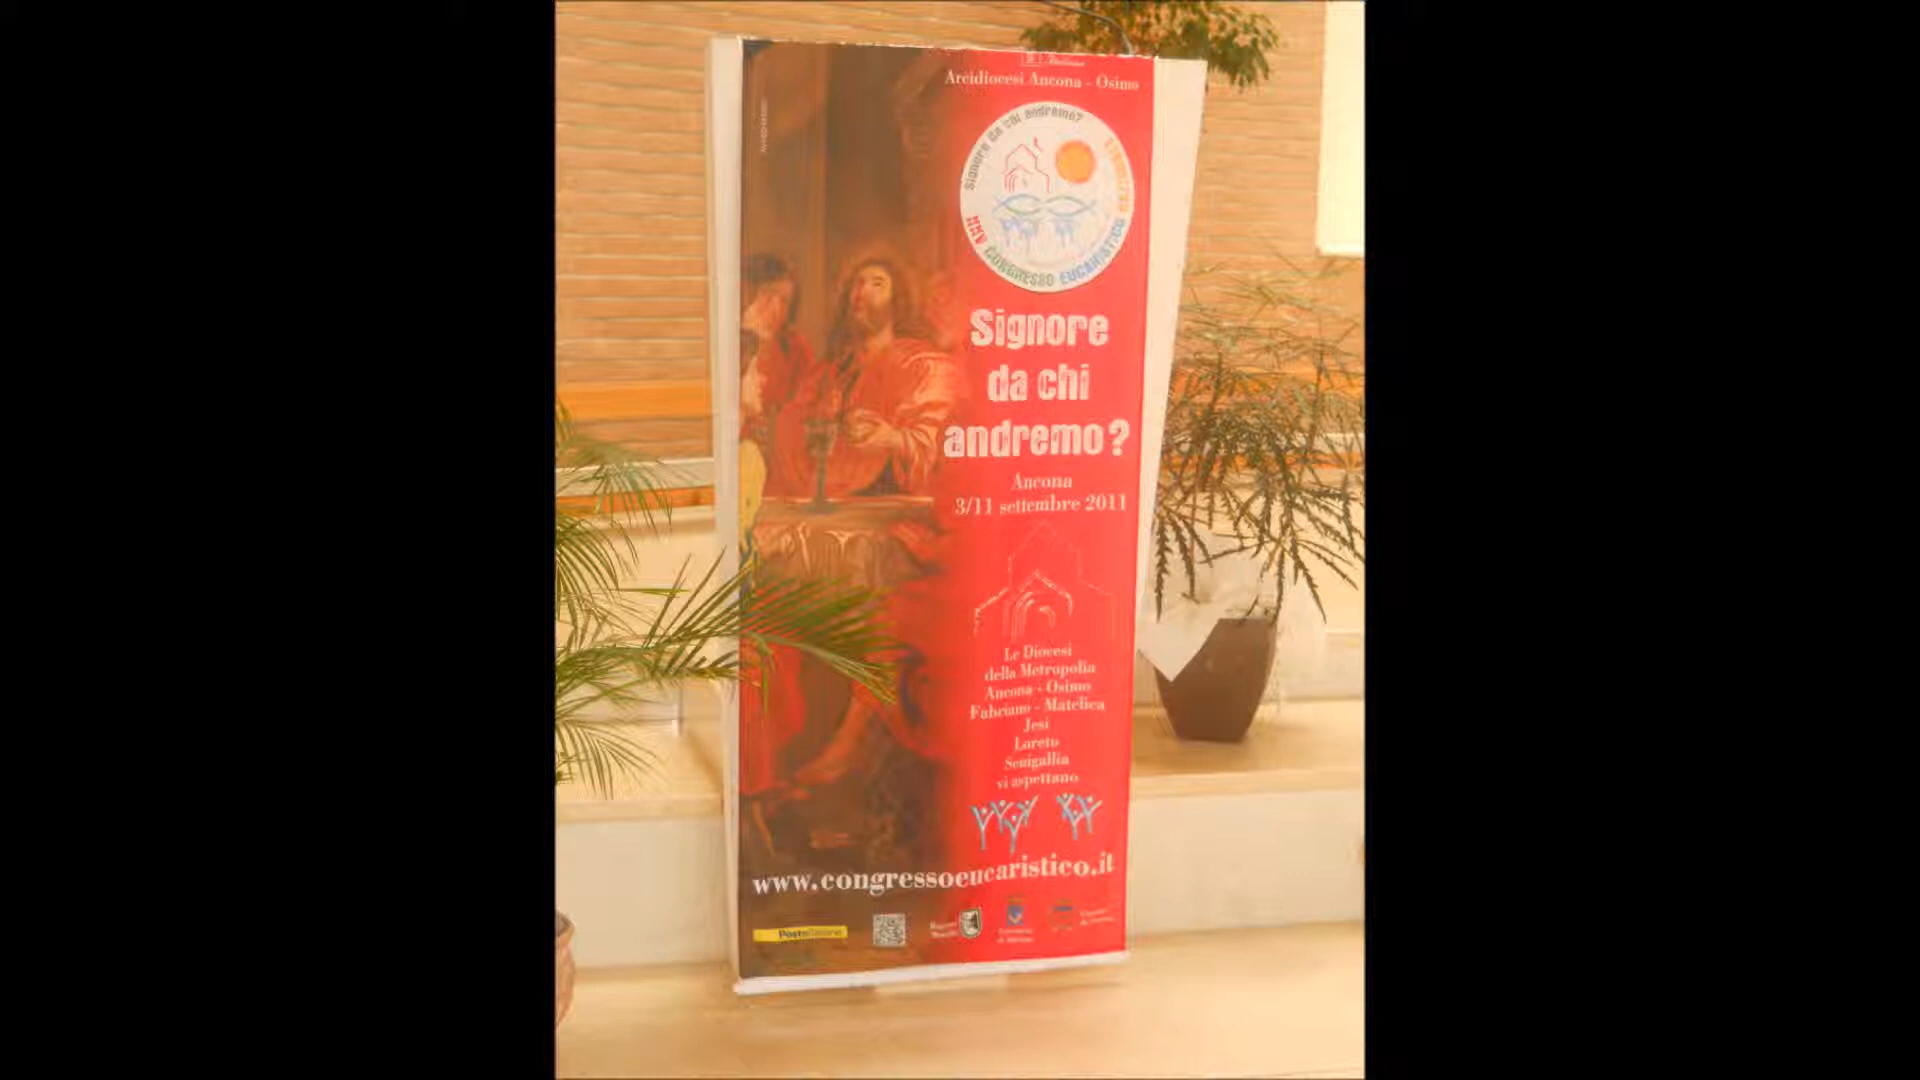 Arcidiocesi Ancona - Osimo
Signore da chi andremo?
XXV CONGRESSO EUCARISTICO
Signore
da chi
andremo?
Ancona
3/11 settembre 2011
Le Diocesi
della Metropolia
Ancona - Osimo
Fabriano - Matelica
Jesi
Loreto
Senigallia
vi aspettano
www.congressoeucaristico.it
Posteitaliane